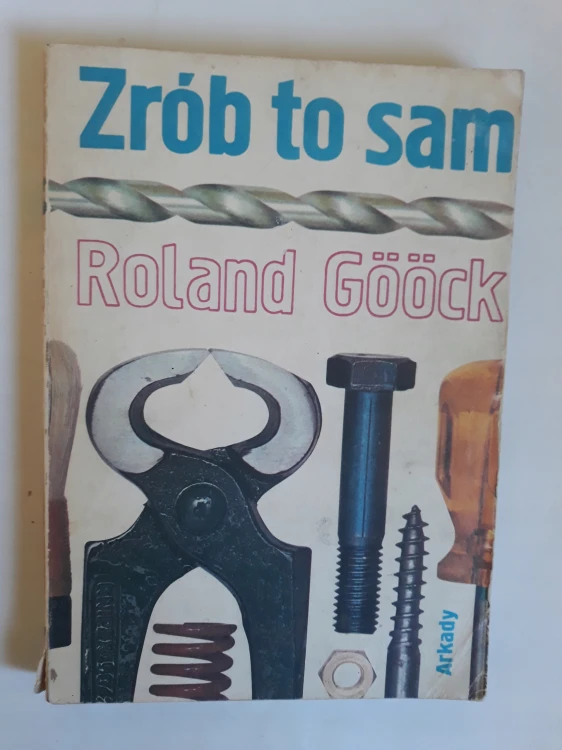 Zrób to sam
Roland Gööck
Arkady